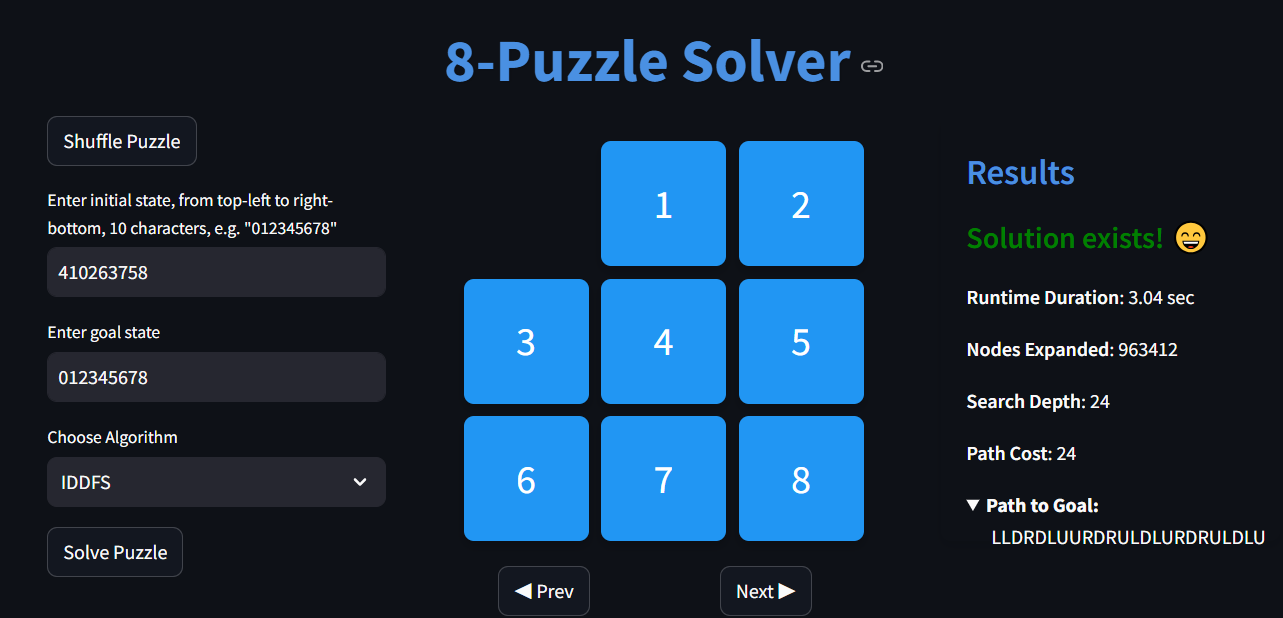 8-Puzzle Solver
Shuffle Puzzle
Enter initial state, from top-left to right-
bottom, 10 characters, e.g. "012345678"
410263758
Enter goal state
012345678
Choose Algorithm
IDDFS
Solve Puzzle
1 2
3 4 5
6 7 8
◀ Prev
Next ▶
Results
Solution exists! 😄
Runtime Duration: 3.04 sec
Nodes Expanded: 963412
Search Depth: 24
Path Cost: 24
▼ Path to Goal:
LLDRDLUURDRULDLURDRULDLU